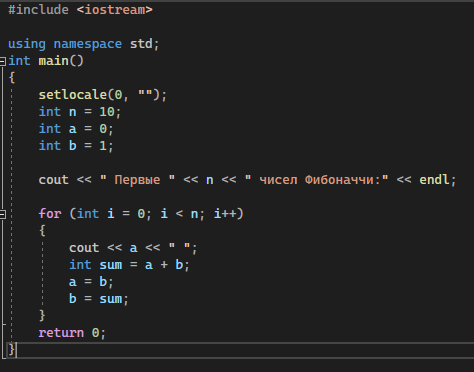 #include <iostream>
using namespace std;
int main()
{
setlocale(0, "");
int n = 10;
int a = 0;
int b = 1;
cout << " Первые " << n << " чисел Фибоначчи:" << endl;
for (int i = 0; i < n; i++)
{
cout << a << " ";
int sum = a + b;
a = b;
b = sum;
}
return 0;
}